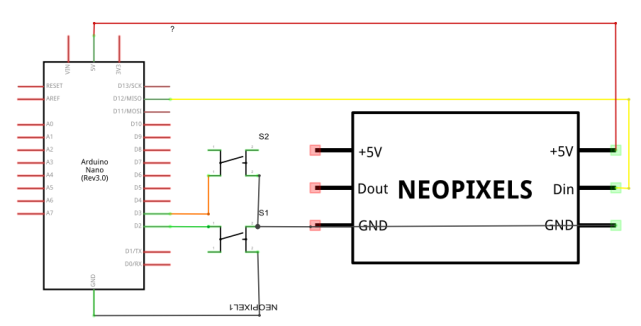 ?
VIN
5V
3V3
RESET
AREF
A0
A1
A2
A3
A4
A5
A6
A7
Arduino
Nano
(Rev3.0)
D13/SCK
D12/MISO
D11/MOSI
D10
D9
D8
D7
D6
D5
D4
D3
D2
D1/TX
D0/RX
GND
S2
S1
NEOPIXEL1
+5V
Dout
GND
NEOPIXELS
+5V
Din
GND